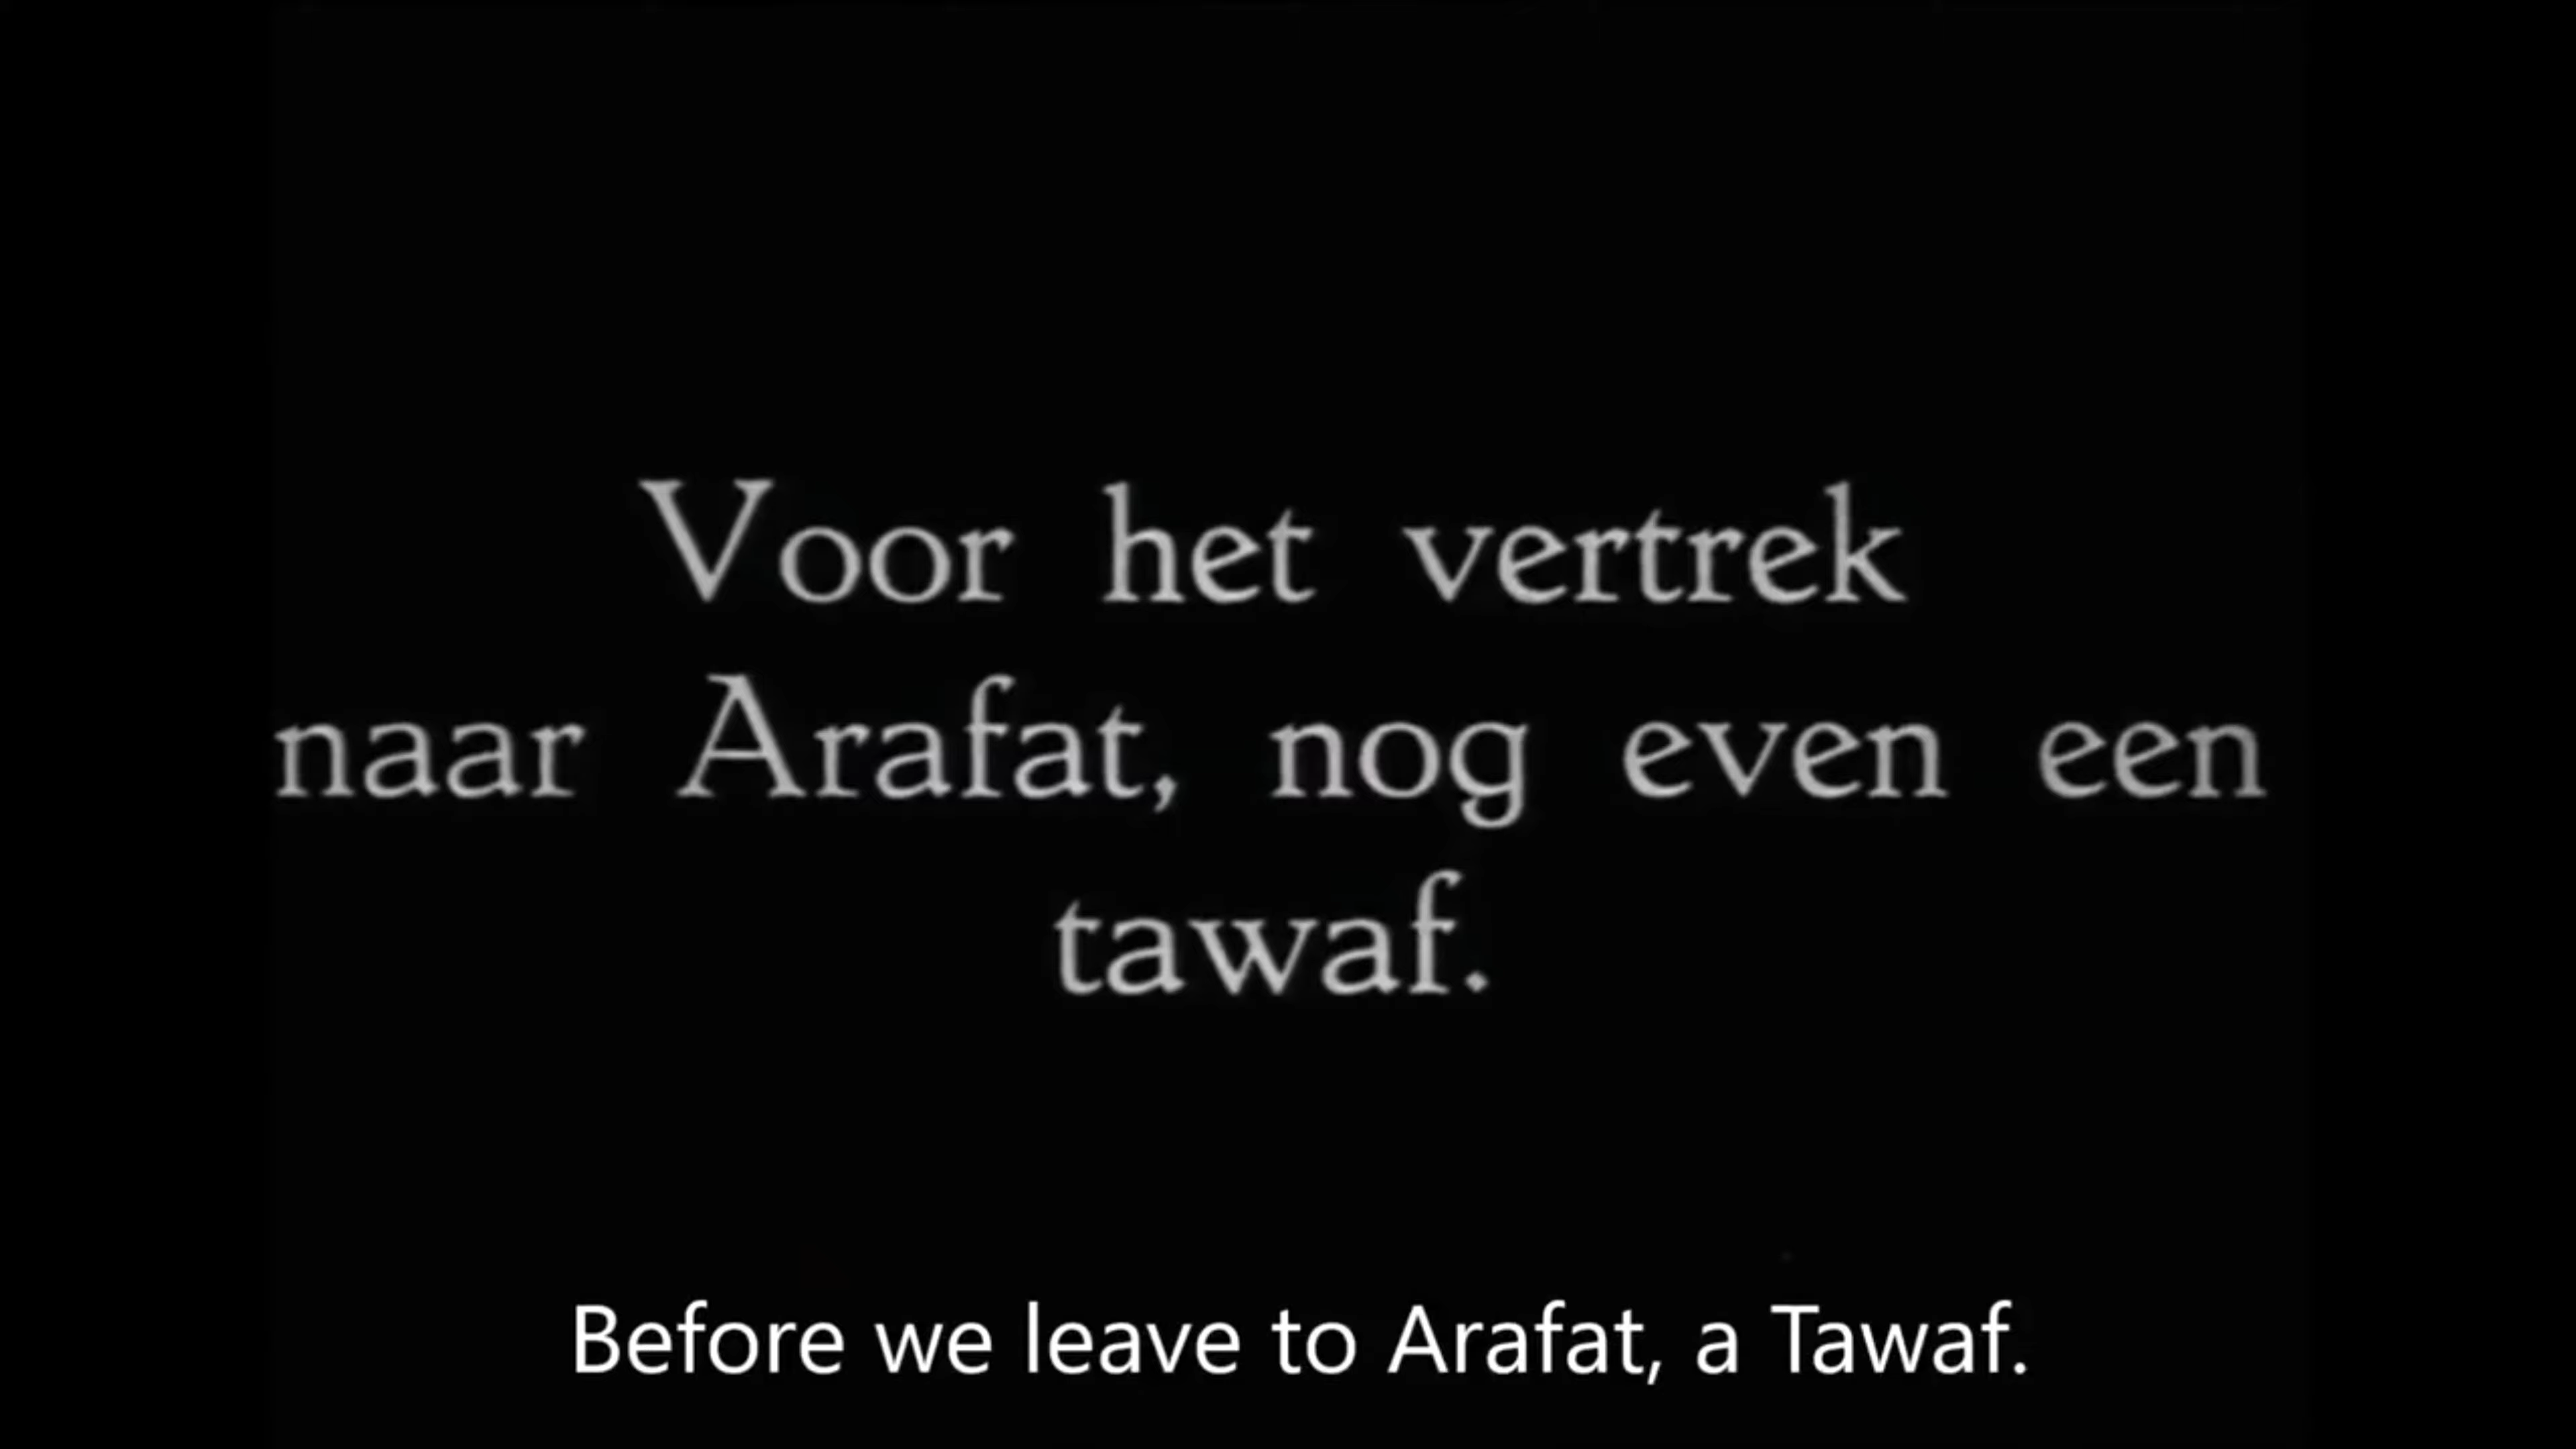 Voor het vertrek
naar Arafat, nog even een
tawaf.
Before we leave to Arafat, a Tawaf.